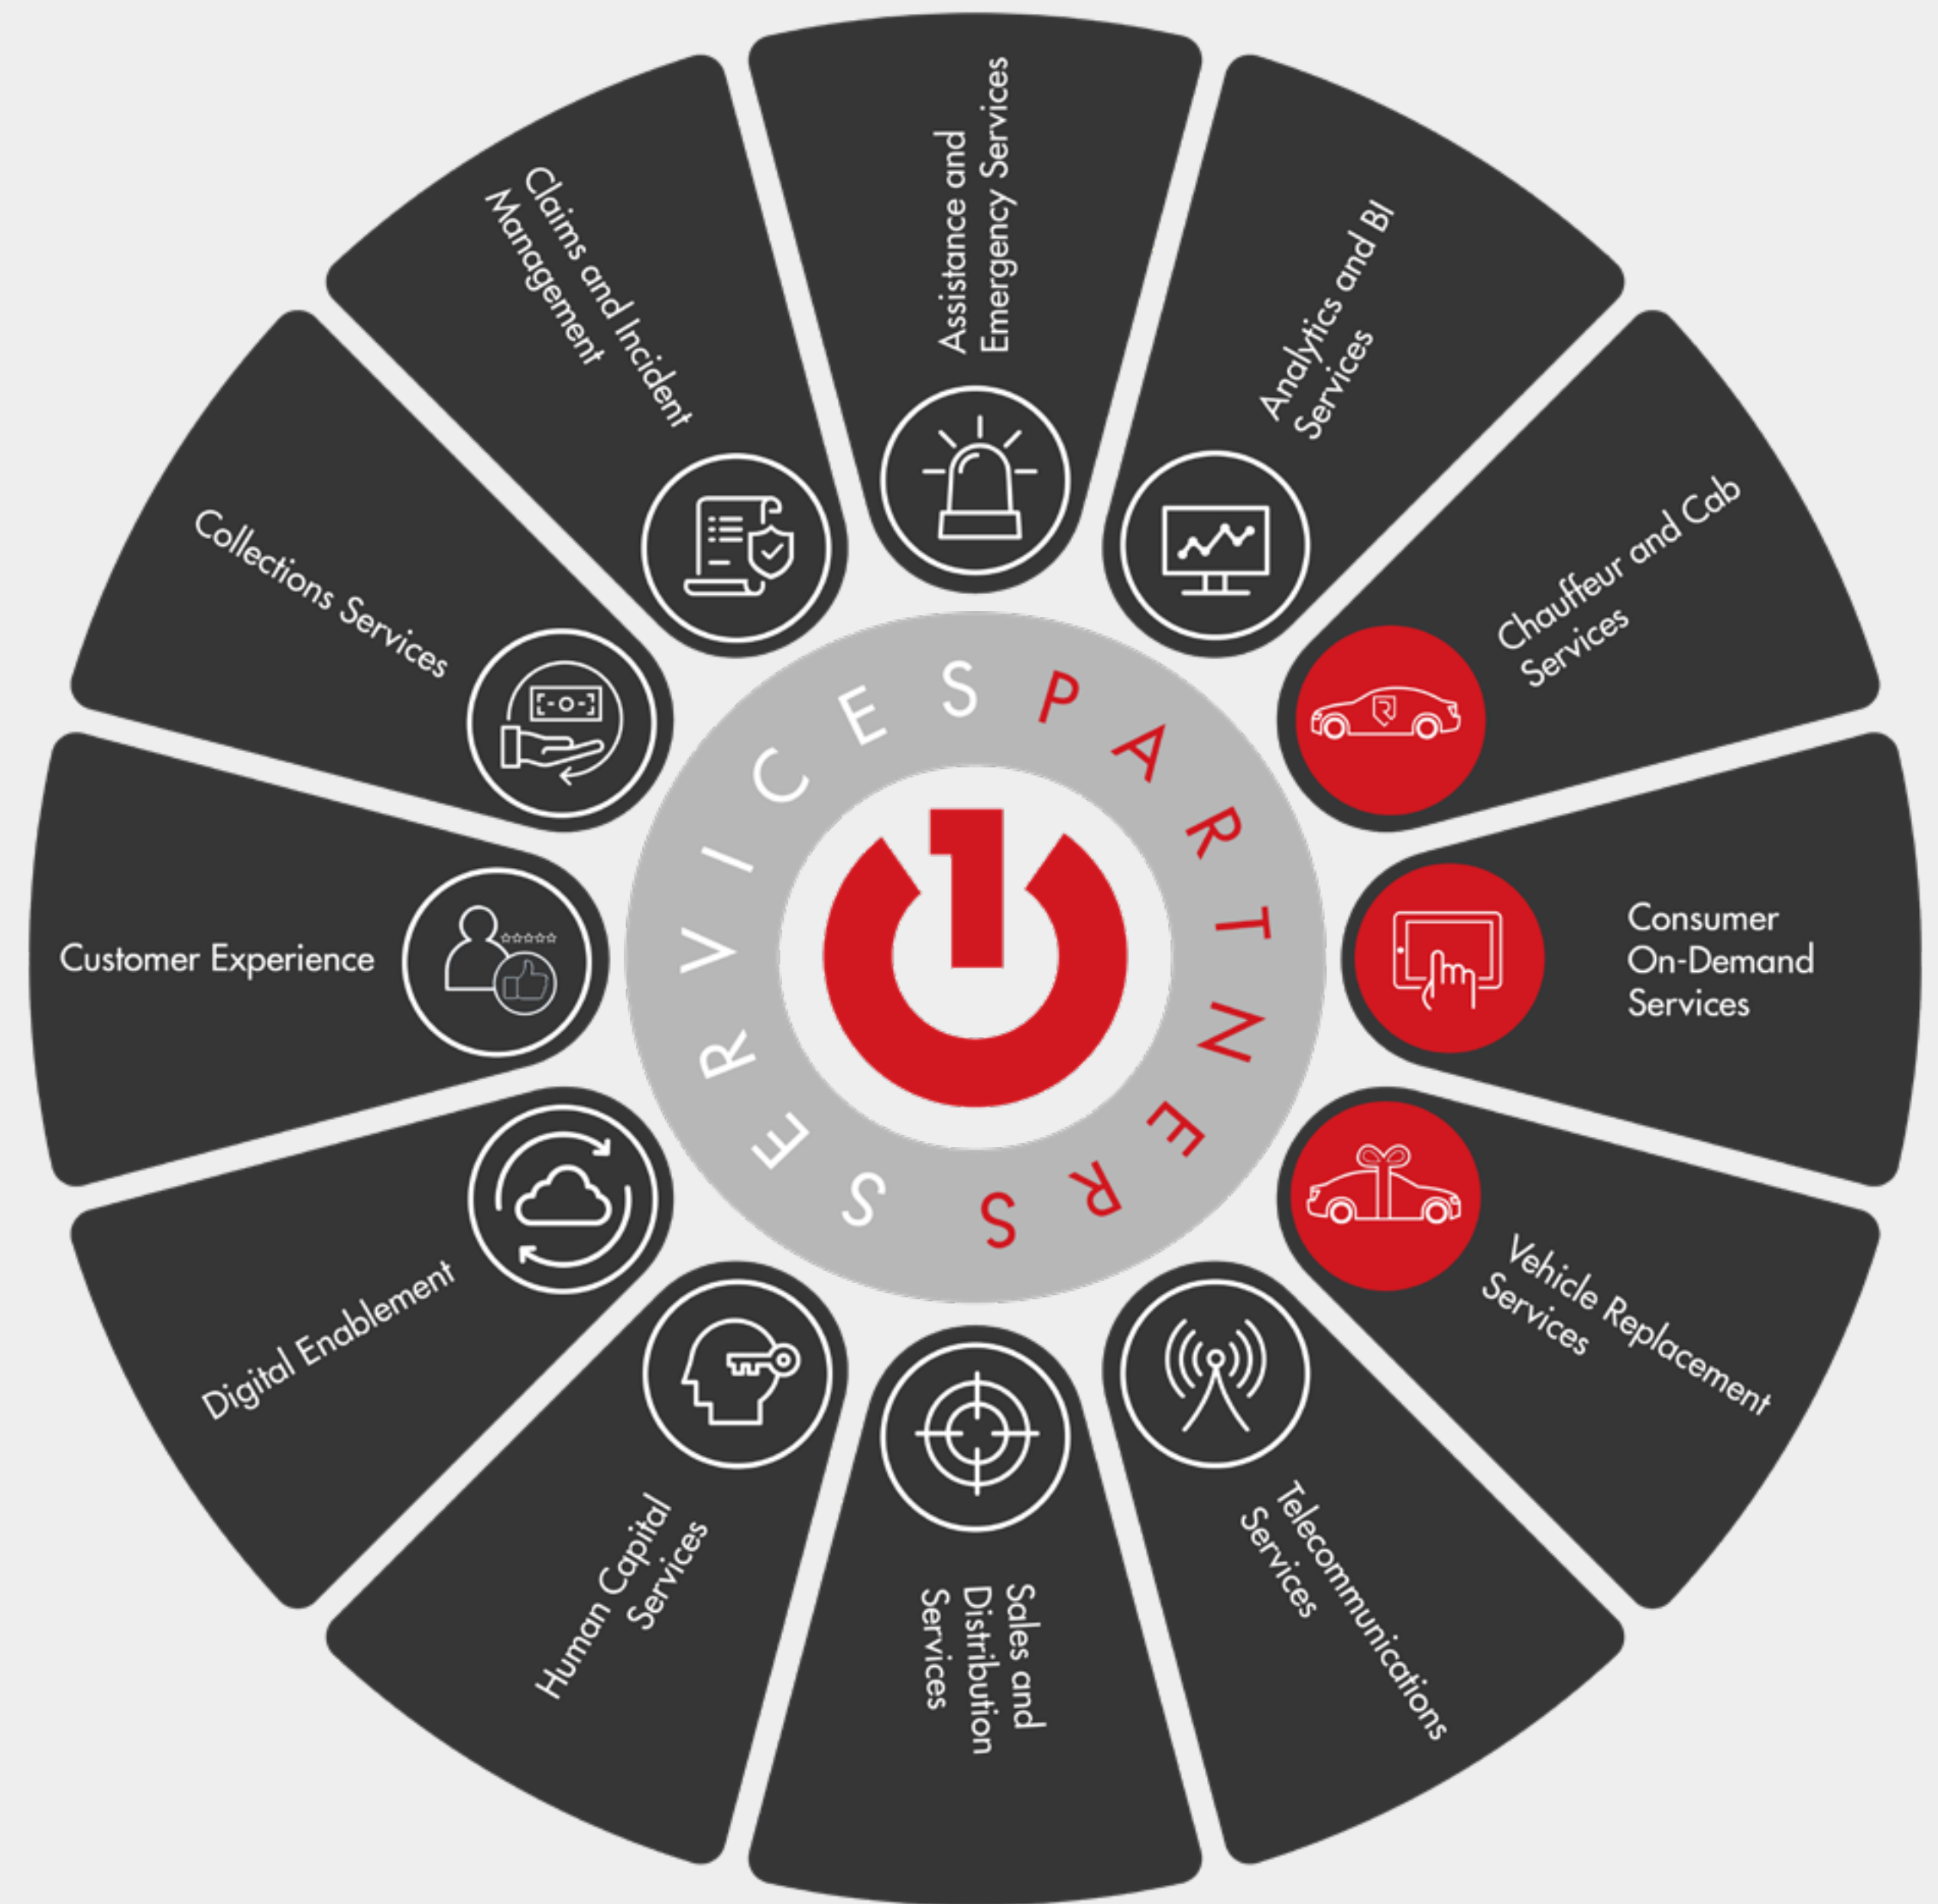 Assistance and
Emergency Services
Analytics and BI
Services
Chauffeur and Cab
Services
Consumer
On-Demand
Services
Vehicle Replacement
Services
Telecommunications
Services
Sales and
Distribution
Services
Human Capital
Services
Digital Enablement
Customer Experience
Collections Services
Claims and Incident
Management
SERVICES
PARTNERS
1